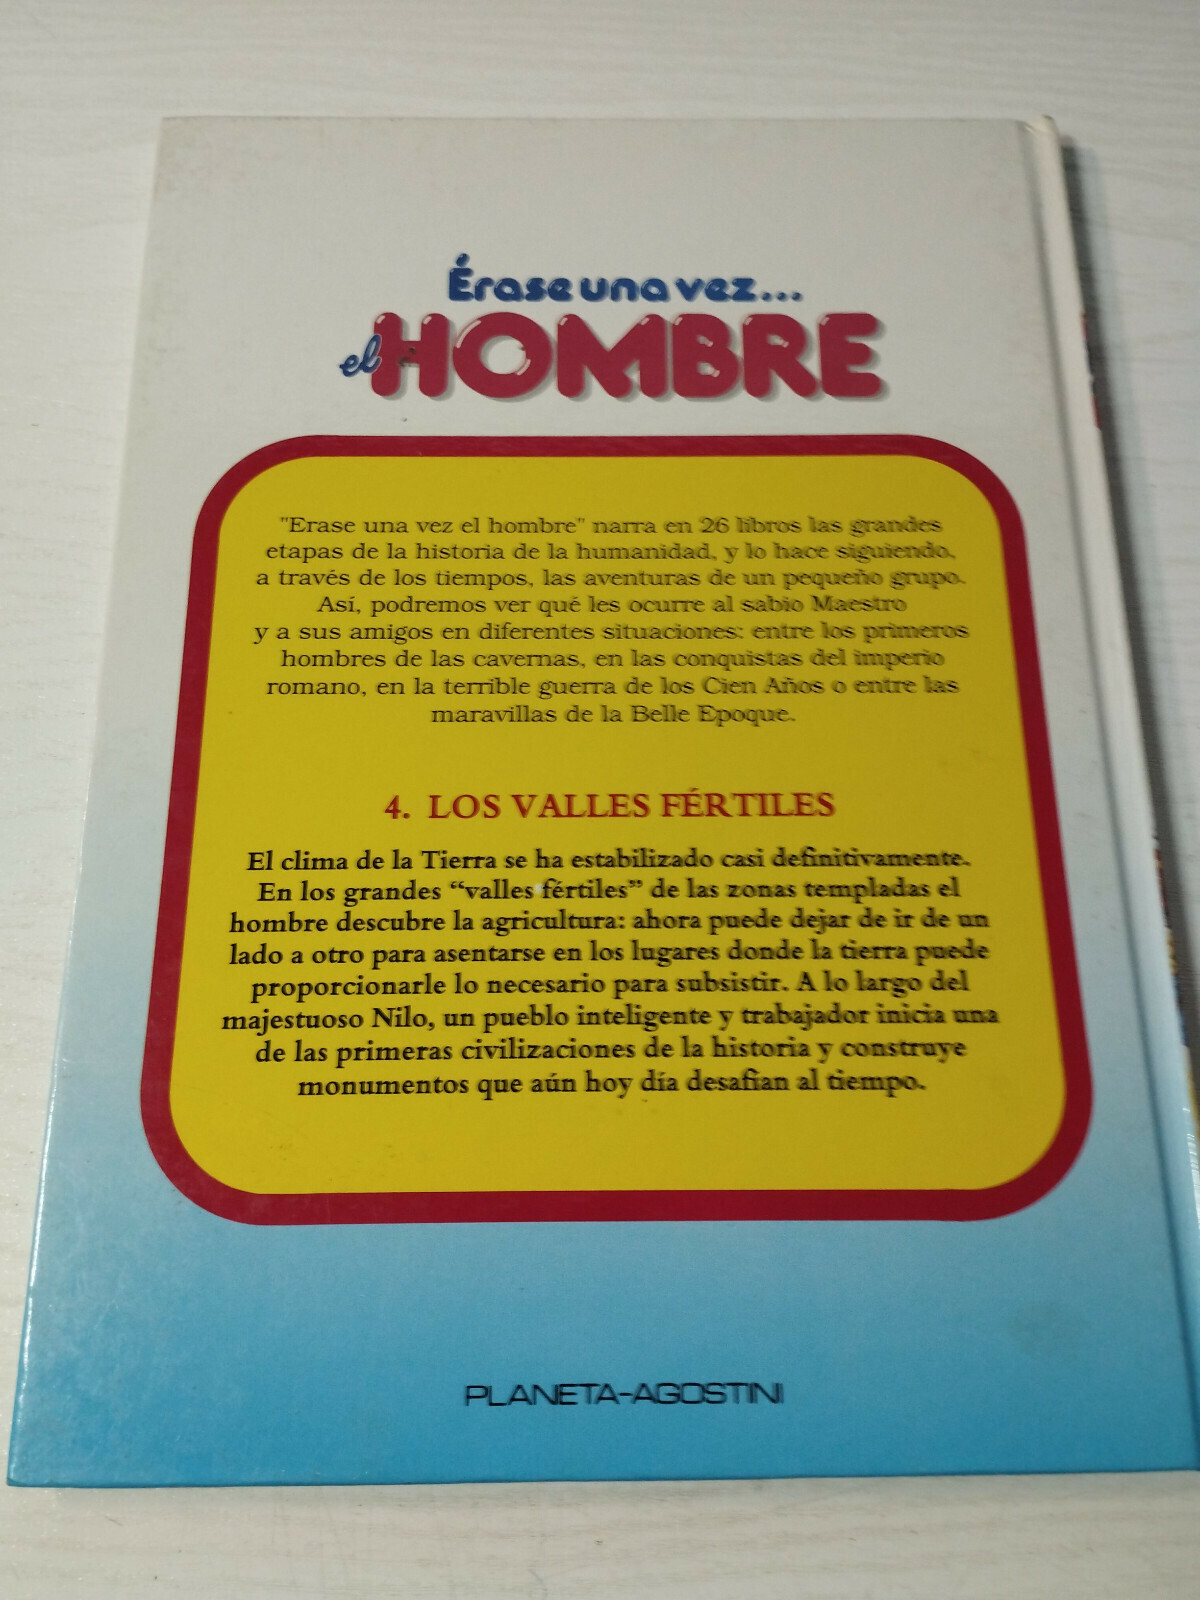 Érase una vez...
el HOMBRE
"Erase una vez el hombre" narra en 26 libros las grandes
etapas de la historia de la humanidad, y lo hace siguiendo,
a través de los tiempos, las aventuras de un pequeño grupo.
Así, podremos ver qué les ocurre al sabio Maestro
y a sus amigos en diferentes situaciones: entre los primeros
hombres de las cavernas, en las conquistas del imperio
romano, en la terrible guerra de los Cien Años o entre las
maravillas de la Belle Epoque.
4. LOS VALLES FÉRTILES
El clima de la Tierra se ha estabilizado casi definitivamente.
En los grandes “valles fértiles” de las zonas templadas el
hombre descubre la agricultura: ahora puede dejar de ir de un
lado a otro para asentarse en los lugares donde la tierra puede
proporcionarle lo necesario para subsistir. A lo largo del
majestuoso Nilo, un pueblo inteligente y trabajador inicia una
de las primeras civilizaciones de la historia y construye
monumentos que aún hoy día desafían al tiempo.
PLANETA-AGOSTINI